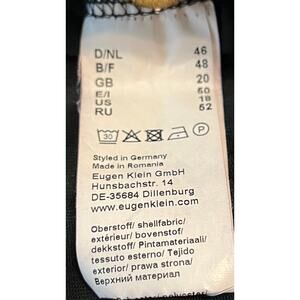 D/NL 46
B/F 48
GB 20
E/I 50
US 18
RU 52
30
P
Styled in Germany
Made in Romania
Eugen Klein GmbH
Hunsbachstr. 14
DE-35684 Dillenburg
www.eugenklein.com
Oberstoff/ shellfabric/
extérieur/ bovenstof/
dekkstoff/ Pintamateriaali/
tessuto esterno/ Tejido
exterior/ prawa strona/
Верхний материал